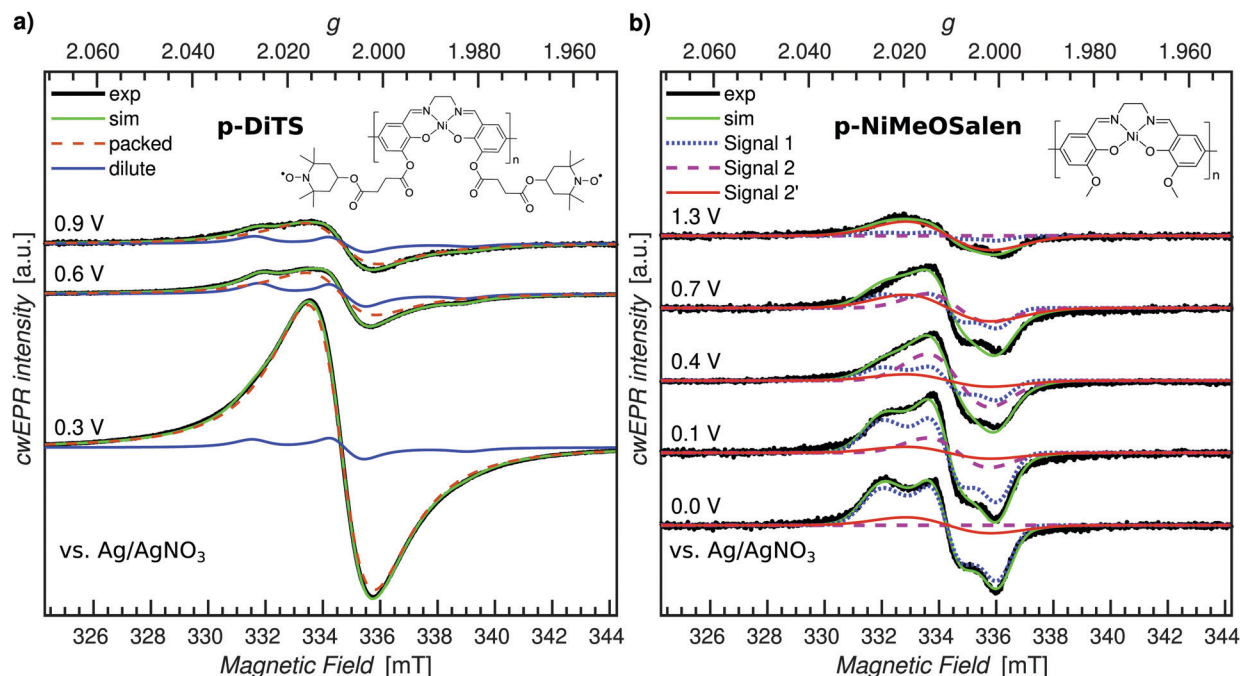 a)
g
2.060
2.020
2.000
1.980
1.960
exp
sim
packed
dilute
p-DiTS
N
N
Ni
O
O
n
O
O
O
O
O
O
O
O
N-O•
•O-N
0.9 V
0.6 V
0.3 V
vs. Ag/AgNO₃
cwEPR intensity [a.u.]
326 328 330 332 334 336 338 340 342 344
Magnetic Field [mT]
b)
g
2.060
2.020
2.000
1.980
1.960
exp
sim
Signal 1
Signal 2
Signal 2'
p-NiMeOSalen
N
N
Ni
O
O
n
O
O
1.3 V
0.7 V
0.4 V
0.1 V
0.0 V
vs. Ag/AgNO₃
cwEPR intensity [a.u.]
326 328 330 332 334 336 338 340 342 344
Magnetic Field [mT]